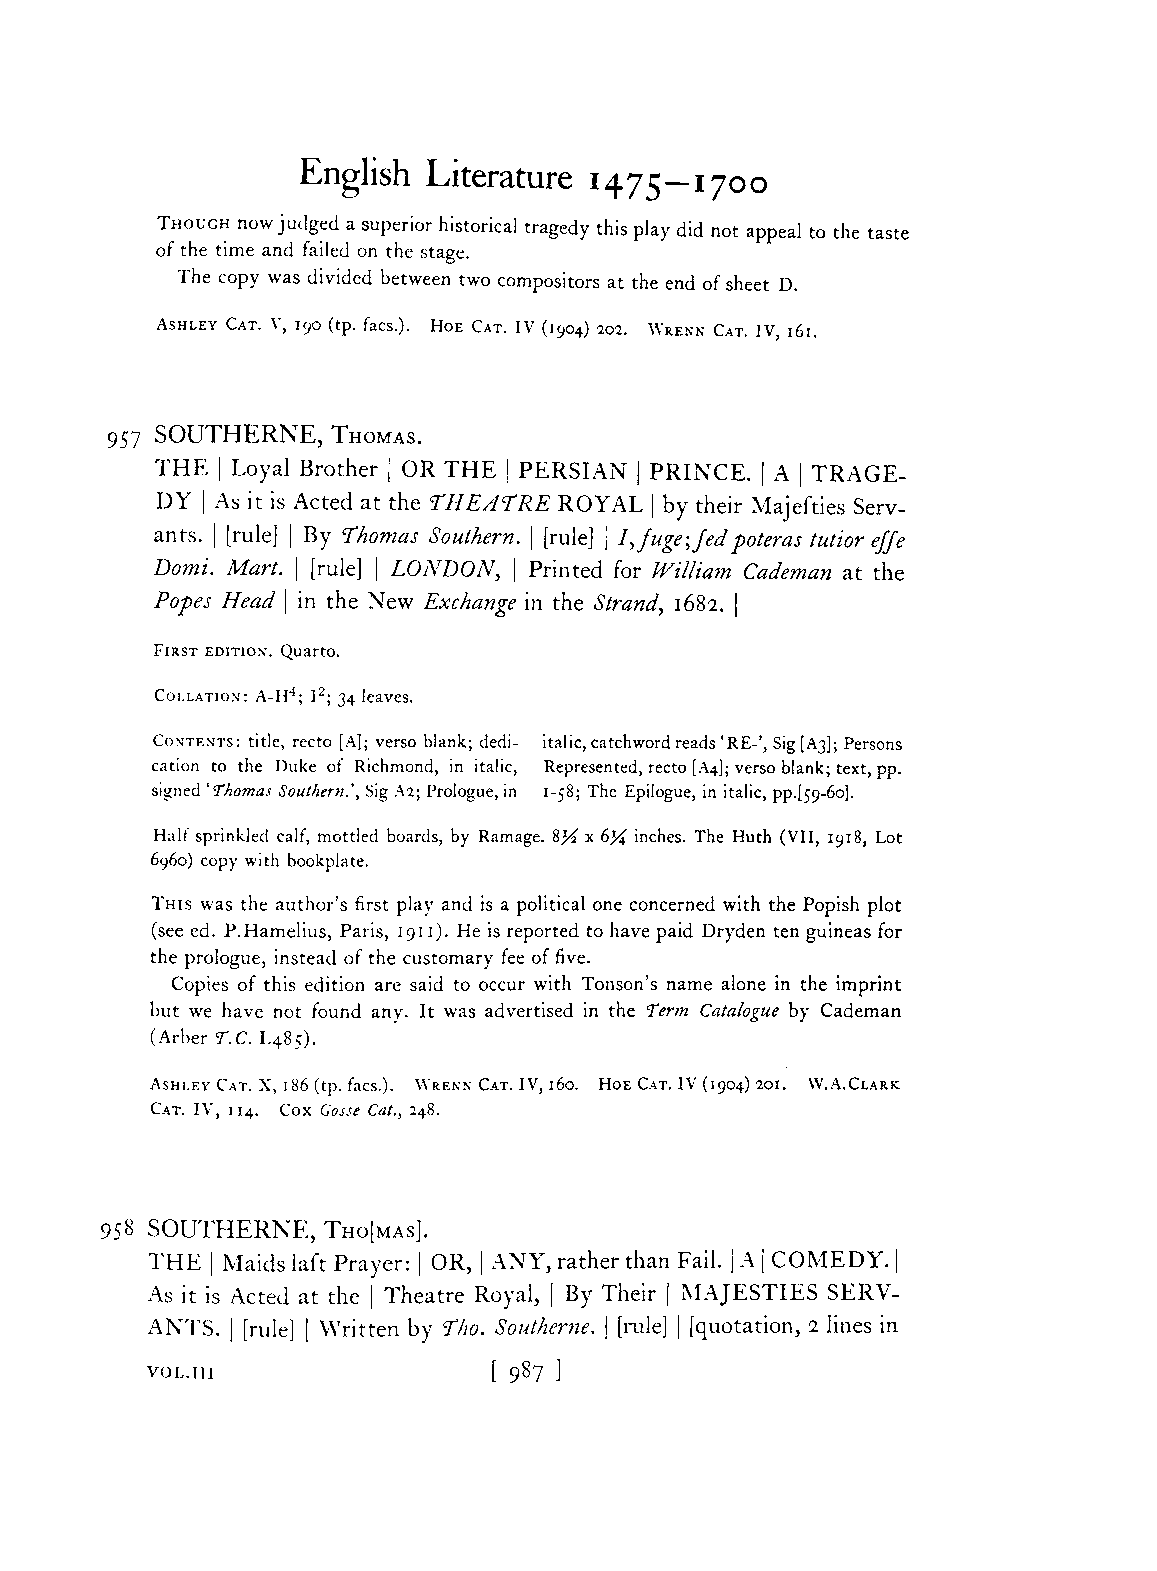 English Literature 1475–1700
THOUGH now judged a superior historical tragedy this play did not appeal to the taste
of the time and failed on the stage.
The copy was divided between two compositors at the end of sheet D.
ASHLEY CAT. V, 190 (tp. facs.). HOE CAT. IV (1904) 202. WRENN CAT. IV, 161.
957 SOUTHERNE, THOMAS.
THE | Loyal Brother | OR THE | PERSIAN | PRINCE. | A | TRAGE-
DY | As it is Acted at the THEATRE ROYAL | by their Majeſties Serv-
ants. | [rule] | By Thomas Southern. | [rule] | I, fuge; ſed poteras tutior eſſe
Domi. Mart. | [rule] | LONDON, | Printed for William Cademan at the
Popes Head | in the New Exchange in the Strand, 1682. |
FIRST EDITION. Quarto.
COLLATION: A-H⁴; I²; 34 leaves.
CONTENTS: title, recto [A]; verso blank; dedi-
cation to the Duke of Richmond, in italic,
signed 'Thomas Southern.', Sig A2; Prologue, in
italic, catchword reads 'RE-', Sig [A3]; Persons
Represented, recto [A4]; verso blank; text, pp.
1-58; The Epilogue, in italic, pp.[59-60].
Half sprinkled calf, mottled boards, by Ramage. 8½ x 6¼ inches. The Huth (VII, 1918, Lot
6960) copy with bookplate.
THIS was the author's first play and is a political one concerned with the Popish plot
(see ed. P.Hamelius, Paris, 1911). He is reported to have paid Dryden ten guineas for
the prologue, instead of the customary fee of five.
Copies of this edition are said to occur with Tonson's name alone in the imprint
but we have not found any. It was advertised in the Term Catalogue by Cademan
(Arber T.C. I.485).
ASHLEY CAT. X, 186 (tp. facs.). WRENN CAT. IV, 160. HOE CAT. IV (1904) 201. W.A.CLARK
CAT. IV, 114. COX Gosse Cat., 248.
958 SOUTHERNE, THO[MAS].
THE | Maids laſt Prayer: | OR, | ANY, rather than Fail. | A | COMEDY. |
As it is Acted at the | Theatre Royal, | By Their | MAJESTIES SERV-
ANTS. | [rule] | Written by Tho. Southerne. | [rule] | [quotation, 2 lines in
VOL.III [ 987 ]